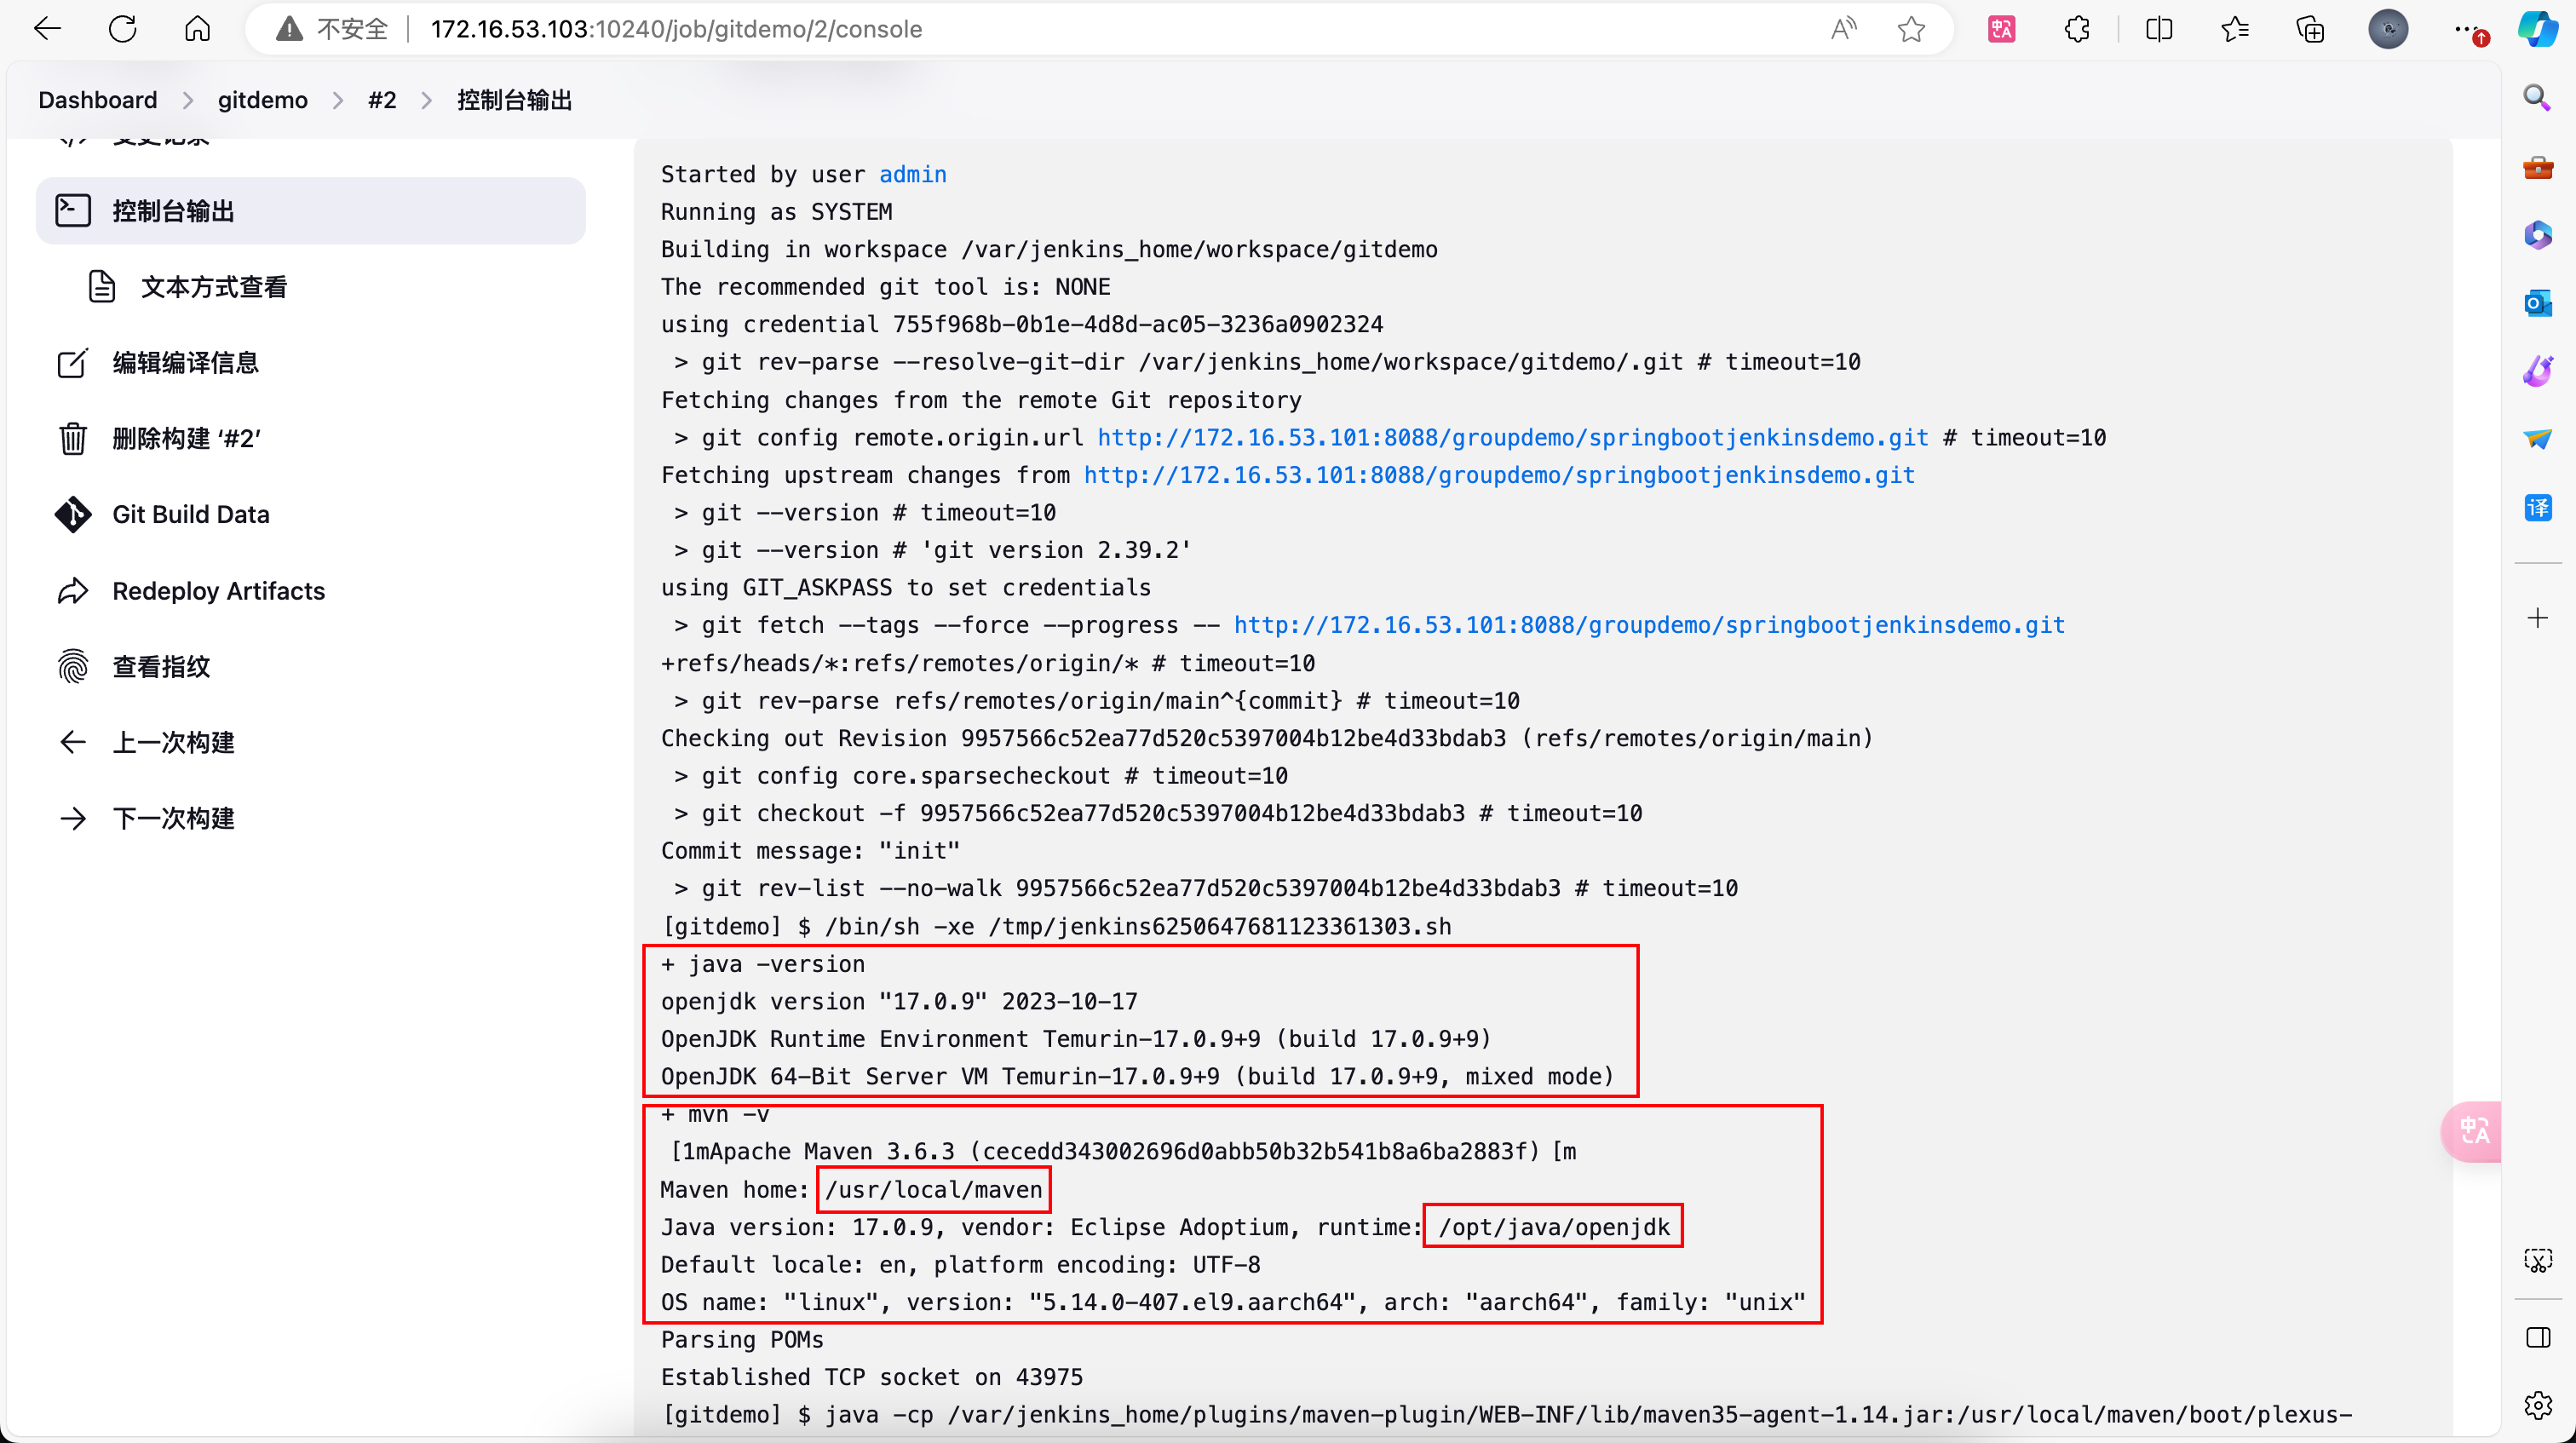 不安全
172.16.53.103:10240/job/gitdemo/2/console
Dashboard
gitdemo
#2
控制台输出
变更记录
控制台输出
文本方式查看
编辑编译信息
删除构建 ‘#2’
Git Build Data
Redeploy Artifacts
查看指纹
上一次构建
下一次构建
Started by user admin
Running as SYSTEM
Building in workspace /var/jenkins_home/workspace/gitdemo
The recommended git tool is: NONE
using credential 755f968b-0b1e-4d8d-ac05-3236a0902324
> git rev-parse --resolve-git-dir /var/jenkins_home/workspace/gitdemo/.git # timeout=10
Fetching changes from the remote Git repository
> git config remote.origin.url http://172.16.53.101:8088/groupdemo/springbootjenkinsdemo.git # timeout=10
Fetching upstream changes from http://172.16.53.101:8088/groupdemo/springbootjenkinsdemo.git
> git --version # timeout=10
> git --version # 'git version 2.39.2'
using GIT_ASKPASS to set credentials
> git fetch --tags --force --progress -- http://172.16.53.101:8088/groupdemo/springbootjenkinsdemo.git
+refs/heads/*:refs/remotes/origin/* # timeout=10
> git rev-parse refs/remotes/origin/main^{commit} # timeout=10
Checking out Revision 9957566c52ea77d520c5397004b12be4d33bdab3 (refs/remotes/origin/main)
> git config core.sparsecheckout # timeout=10
> git checkout -f 9957566c52ea77d520c5397004b12be4d33bdab3 # timeout=10
Commit message: "init"
> git rev-list --no-walk 9957566c52ea77d520c5397004b12be4d33bdab3 # timeout=10
[gitdemo] $ /bin/sh -xe /tmp/jenkins6250647681123361303.sh
+ java -version
openjdk version "17.0.9" 2023-10-17
OpenJDK Runtime Environment Temurin-17.0.9+9 (build 17.0.9+9)
OpenJDK 64-Bit Server VM Temurin-17.0.9+9 (build 17.0.9+9, mixed mode)
+ mvn -v
[1mApache Maven 3.6.3 (cecedd343002696d0abb50b32b541b8a6ba2883f) [m
Maven home: /usr/local/maven
Java version: 17.0.9, vendor: Eclipse Adoptium, runtime: /opt/java/openjdk
Default locale: en, platform encoding: UTF-8
OS name: "linux", version: "5.14.0-407.el9.aarch64", arch: "aarch64", family: "unix"
Parsing POMs
Established TCP socket on 43975
[gitdemo] $ java -cp /var/jenkins_home/plugins/maven-plugin/WEB-INF/lib/maven35-agent-1.14.jar:/usr/local/maven/boot/plexus-
译
中A